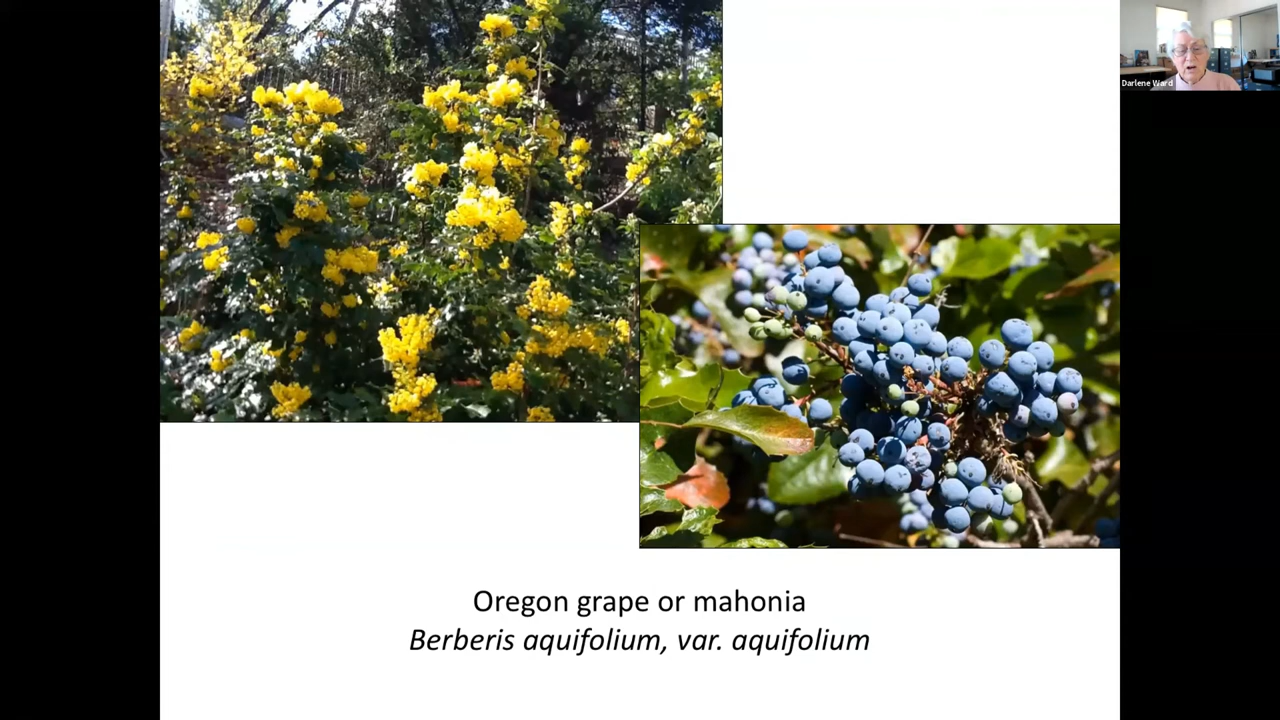 Darlene Ward
Oregon grape or mahonia
Berberis aquifolium, var. aquifolium